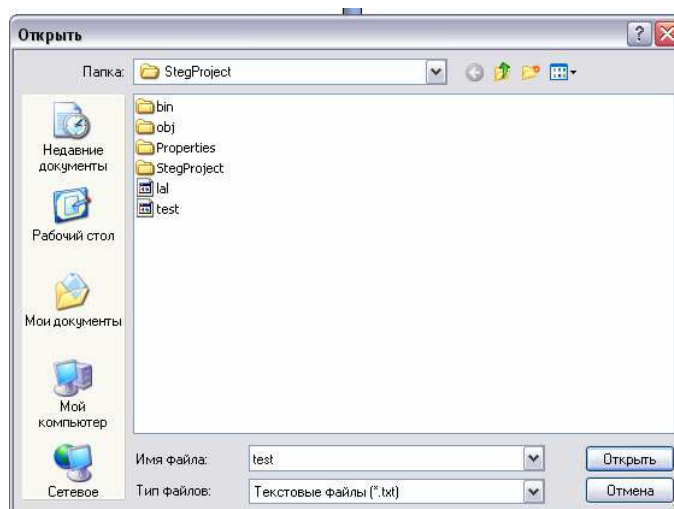 Открыть
Папка:
StegProject
Недавние
документы
Рабочий стол
Мои документы
Мой
компьютер
Сетевое
bin
obj
Properties
StegProject
lal
test
Имя файла:
test
Открыть
Тип файлов:
Текстовые файлы (*.txt)
Отмена